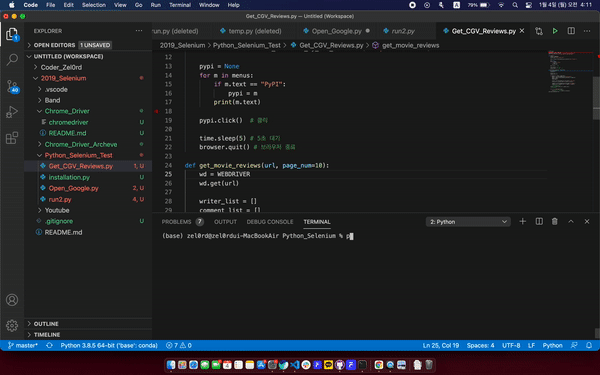 Code File Edit Selection View Go Run Terminal Window Help 79% 1월 4일 (월) 오전 4:11
Get_CGV_Reviews.py — Untitled (Workspace)
EXPLORER ··· run.py (deleted) temp.py (deleted) Open_Google.py run2.py Get_CGV_Reviews.py ···
OPEN EDITORS 1 UNSAVED
2019_Selenium > Python_Selenium_Test > Get_CGV_Reviews.py > get_movie_reviews
UNTITLED (WORKSPACE)
Coder_Zel0rd
2019_Selenium
.vscode
Band
Chrome_Driver
chromedriver U
README.md U
Chrome_Driver_Archeve
Python_Selenium_Test
Get_CGV_Reviews.py 1, U
installation.py U
Open_Google.py 2, U
run2.py 4, U
Youtube
.gitignore U
README.md
OUTLINE
TIMELINE
12
13 pypi = None
14 for m in menus:
15 if m.text == "PyPI":
16 pypi = m
17 print(m.text)
18
19 pypi.click() # 클릭
20
21 time.sleep(5) # 5초 대기
22 browser.quit() # 브라우저 종료
23
24 def get_movie_reviews(url, page_num=10):
25 wd = WEBDRIVER
26 wd.get(url)
27
28 writer_list = []
29 comment_list = []
PROBLEMS 7 OUTPUT DEBUG CONSOLE TERMINAL 2: Python
(base) zel0rd@zel0rdui-MacBookAir Python_Selenium % p
master* Python 3.8.5 64-bit ('base': conda) 7 0 Ln 25, Col 19 Spaces: 4 UTF-8 LF Python